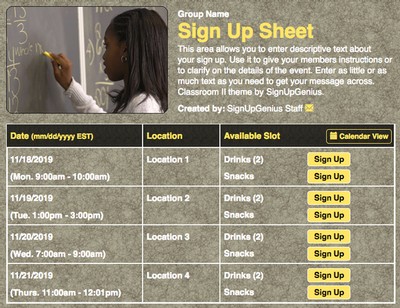 Group Name
Sign Up Sheet
This area allows you to enter descriptive text about
your sign up. Use it to give your members instructions or
to clarify on the details of the event. Enter as little or as
much text as you need to get your message across.
Classroom II theme by SignUpGenius.
Created by: SignUpGenius Staff
Date (mm/dd/yyyy EST) Location Available Slot Calendar View
11/18/2019 Location 1 Drinks (2) Sign Up
(Mon. 9:00am - 10:00am) Snacks Sign Up
11/19/2019 Location 2 Drinks (2) Sign Up
(Tue. 1:00pm - 3:00pm) Snacks Sign Up
11/20/2019 Location 3 Drinks (2) Sign Up
(Wed. 7:00am - 9:00am) Snacks Sign Up
11/21/2019 Location 4 Drinks (2) Sign Up
(Thurs. 11:00am - 12:01pm) Snacks Sign Up